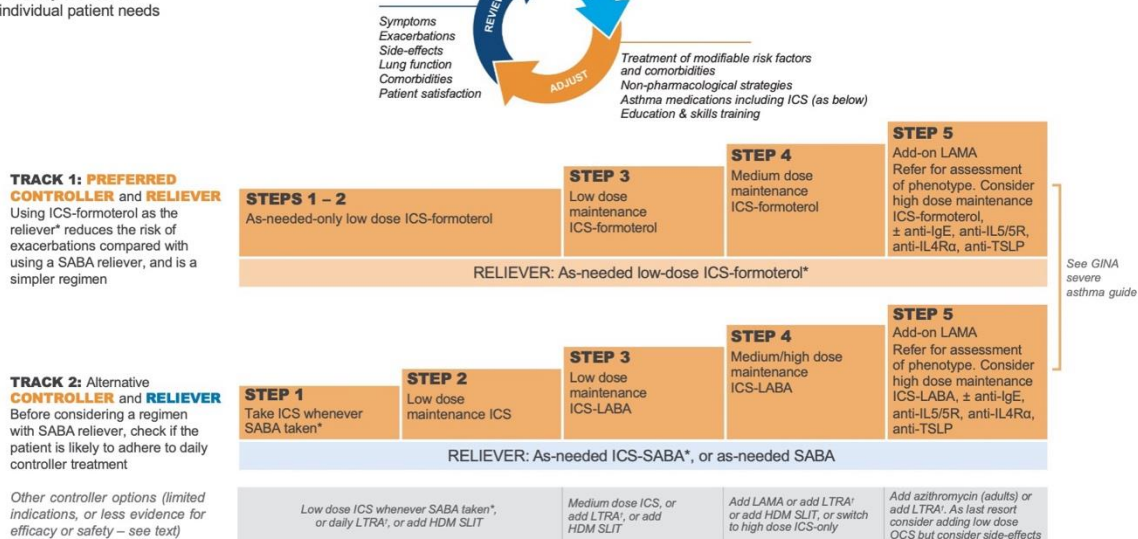 individual patient needs
Symptoms
Exacerbations
Side-effects
Lung function
Comorbidities
Patient satisfaction
ADJUST
Treatment of modifiable risk factors
and comorbidities
Non-pharmacological strategies
Asthma medications including ICS (as below)
Education & skills training
TRACK 1: PREFERRED
CONTROLLER and RELIEVER
Using ICS-formoterol as the
reliever* reduces the risk of
exacerbations compared with
using a SABA reliever, and is a
simpler regimen
STEPS 1 – 2
As-needed-only low dose ICS-formoterol
STEP 3
Low dose
maintenance
ICS-formoterol
STEP 4
Medium dose
maintenance
ICS-formoterol
STEP 5
Add-on LAMA
Refer for assessment
of phenotype. Consider
high dose maintenance
ICS-formoterol,
± anti-IgE, anti-IL5/5R,
anti-IL4Rα, anti-TSLP
RELIEVER: As-needed low-dose ICS-formoterol*
See GINA
severe
asthma guide
TRACK 2: Alternative
CONTROLLER and RELIEVER
Before considering a regimen
with SABA reliever, check if the
patient is likely to adhere to daily
controller treatment
STEP 1
Take ICS whenever
SABA taken*
STEP 2
Low dose
maintenance ICS
STEP 3
Low dose
maintenance
ICS-LABA
STEP 4
Medium/high dose
maintenance
ICS-LABA
STEP 5
Add-on LAMA
Refer for assessment
of phenotype. Consider
high dose maintenance
ICS-LABA, ± anti-IgE,
anti-IL5/5R, anti-IL4Rα,
anti-TSLP
RELIEVER: As-needed ICS-SABA*, or as-needed SABA
Other controller options (limited
indications, or less evidence for
efficacy or safety – see text)
Low dose ICS whenever SABA taken*,
or daily LTRA†, or add HDM SLIT
Medium dose ICS, or
add LTRA†, or add
HDM SLIT
Add LAMA or add LTRA†
or add HDM SLIT, or switch
to high dose ICS-only
Add azithromycin (adults) or
add LTRA†. As last resort
consider adding low dose
OCS but consider side-effects